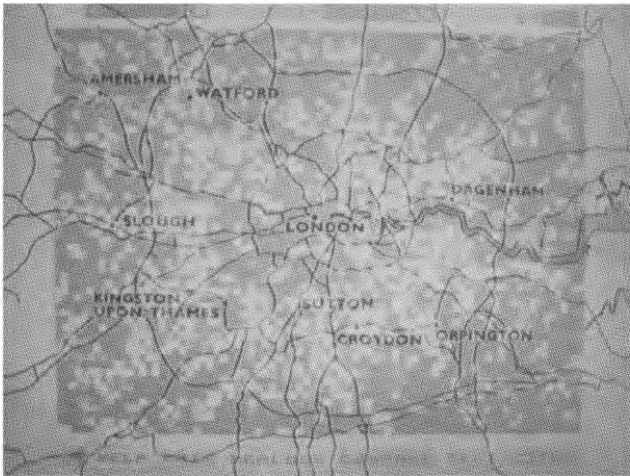 AMERSHAM
WATFORD
DAGENHAM
SLOUGH
LONDON
KINGSTON
UPON THAMES
SUTTON
CROYDON
ORPINGTON